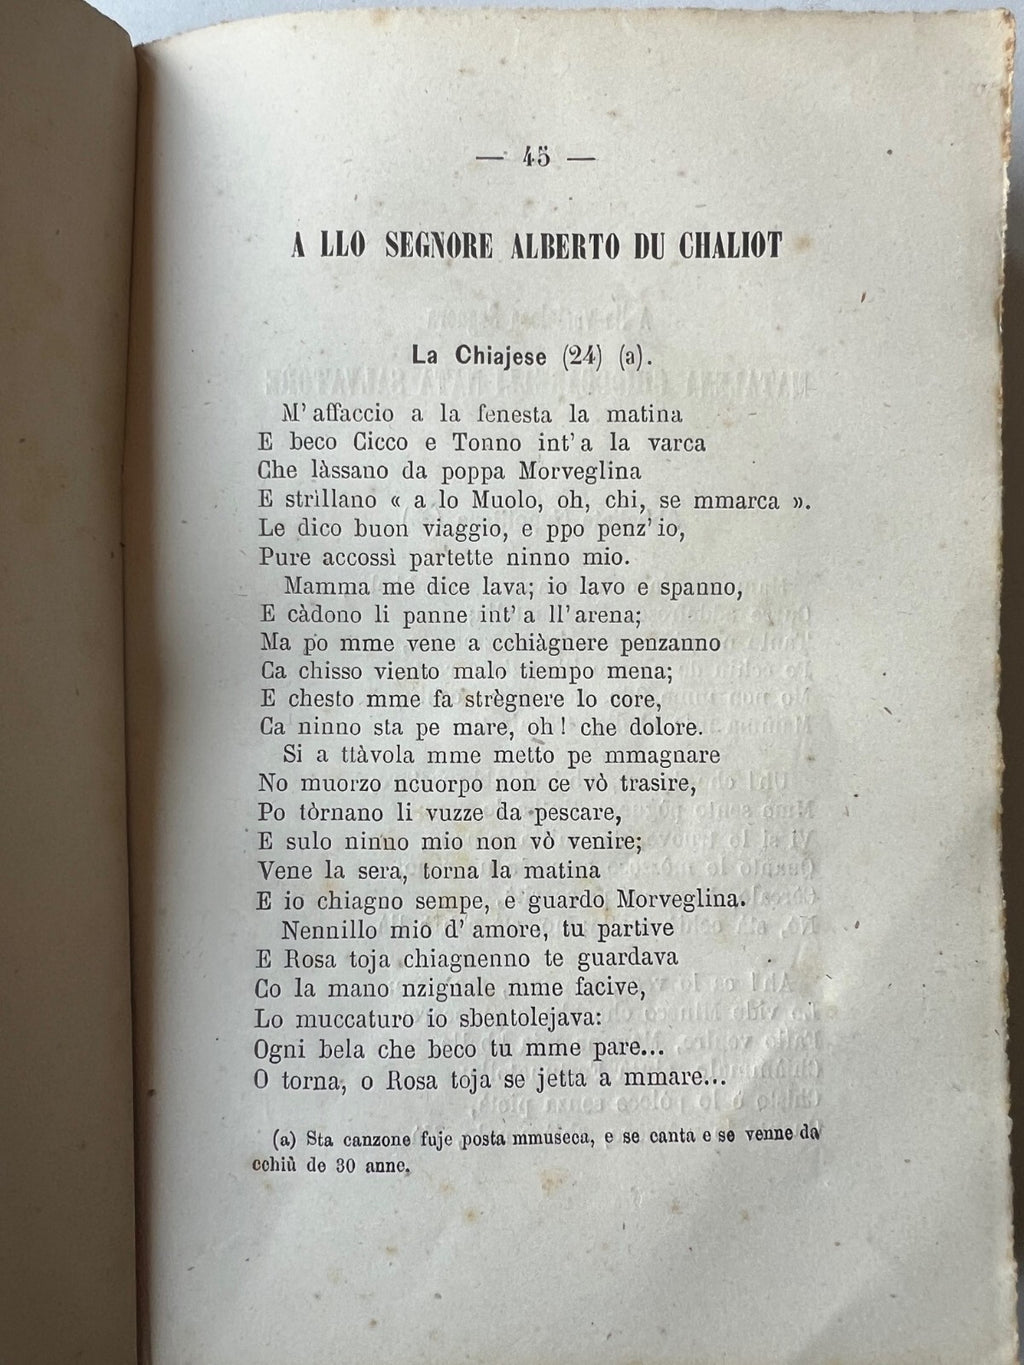 — 45 —
A LLO SEGNORE ALBERTO DU CHALIOT
La Chiajese (24) (a).
M' affaccio a la fenesta la matina
E beco Cicco e Tonno int' a la varca
Che làssano da poppa Morveglina
E strìllano « a lo Muolo, oh, chi, se mmarca ».
Le dico buon viaggio, e ppo penz' io,
Pure accossì partette ninno mio.
Mamma me dice lava; io lavo e spanno,
E càdono li panne int' a ll' arena;
Ma po mme vene a cchiàgnere penzanno
Ca chisso viento malo tiempo mena;
E chesto mme fa strègnere lo core,
Ca ninno sta pe mare, oh! che dolore.
Si a ttàvola mme metto pe mmagnare
No muorzo ncuorpo non ce vò trasire,
Po tòrnano li vuzze da pescare,
E sulo ninno mio non vò venire;
Vene la sera, torna la matina
E io chiagno sempe, e guardo Morveglina.
Nennillo mio d' amore, tu partive
E Rosa toja chiagnenno te guardava
Co la mano nzignale mme facive,
Lo muccaturo io sbentolejava:
Ogni bela che beco tu mme pare...
O torna, o Rosa toja se jetta a mmare...
(a) Sta canzone fuje posta mmuseca, e se canta e se venne da
cchiù de 30 anne.